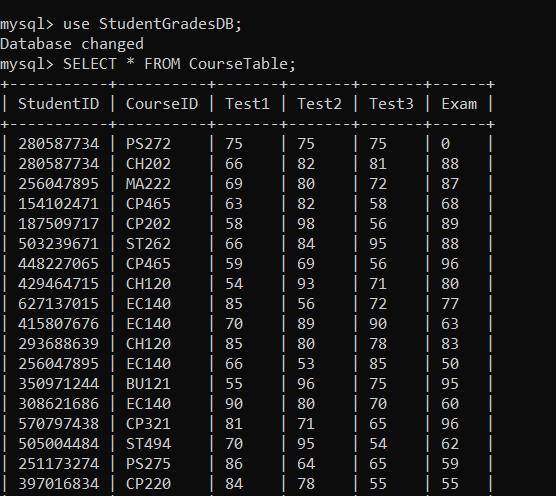 mysql> use StudentGradesDB;
Database changed
mysql> SELECT * FROM CourseTable;
+-----------+----------+-------+-------+-------+------+
| StudentID | CourseID | Test1 | Test2 | Test3 | Exam |
+-----------+----------+-------+-------+-------+------+
| 280587734 | PS272    | 75    | 75    | 75    | 0    |
| 280587734 | CH202    | 66    | 82    | 81    | 88   |
| 256047895 | MA222    | 69    | 80    | 72    | 87   |
| 154102471 | CP465    | 63    | 82    | 58    | 68   |
| 187509717 | CP202    | 58    | 98    | 56    | 89   |
| 503239671 | ST262    | 66    | 84    | 95    | 88   |
| 448227065 | CP465    | 59    | 69    | 56    | 96   |
| 429464715 | CH120    | 54    | 93    | 71    | 80   |
| 627137015 | EC140    | 85    | 56    | 72    | 77   |
| 415807676 | EC140    | 70    | 89    | 90    | 63   |
| 293688639 | CH120    | 85    | 80    | 78    | 83   |
| 256047895 | EC140    | 66    | 53    | 85    | 50   |
| 350971244 | BU121    | 55    | 96    | 75    | 95   |
| 308621686 | EC140    | 90    | 80    | 70    | 60   |
| 570797438 | CP321    | 81    | 71    | 65    | 96   |
| 505004484 | ST494    | 70    | 95    | 54    | 62   |
| 251173274 | PS275    | 86    | 64    | 65    | 59   |
| 397016834 | CP220    | 84    | 78    | 55    | 55   |